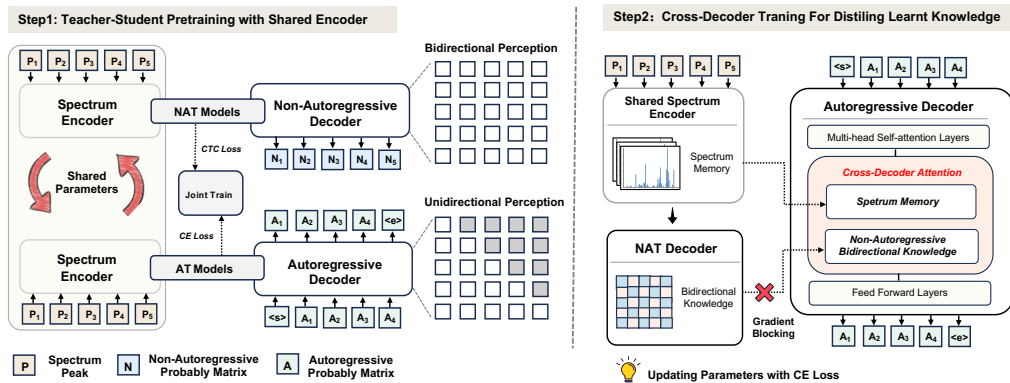 Step1: Teacher-Student Pretraining with Shared Encoder
P1 P2 P3 P4 P5
Spectrum
Encoder
Shared
Parameters
Spectrum
Encoder
P1 P2 P3 P4 P5
NAT Models
CTC Loss
Joint Train
CE Loss
AT Models
Non-Autoregressive
Decoder
N1 N2 N3 N4 N5
A1 A2 A3 A4 <e>
Autoregressive
Decoder
<s> A1 A2 A3 A4
Bidirectional Perception
Unidirectional Perception
P Spectrum
Peak
N Non-Autoregressive
Probably Matrix
A Autoregressive
Probably Matrix
Step2: Cross-Decoder Traning For Distiling Learnt Knowledge
P1 P2 P3 P4 P5
Shared Spectrum
Encoder
Spectrum
Memory
NAT Decoder
Bidirectional
Knowledge
Gradient
Blocking
Updating Parameters with CE Loss
<s> A1 A2 A3 A4
Autoregressive Decoder
Multi-head Self-attention Layers
Cross-Decoder Attention
Spetrum Memory
Non-Autoregressive
Bidirectional Knowledge
Feed Forward Layers
A1 A2 A3 A4 <e>